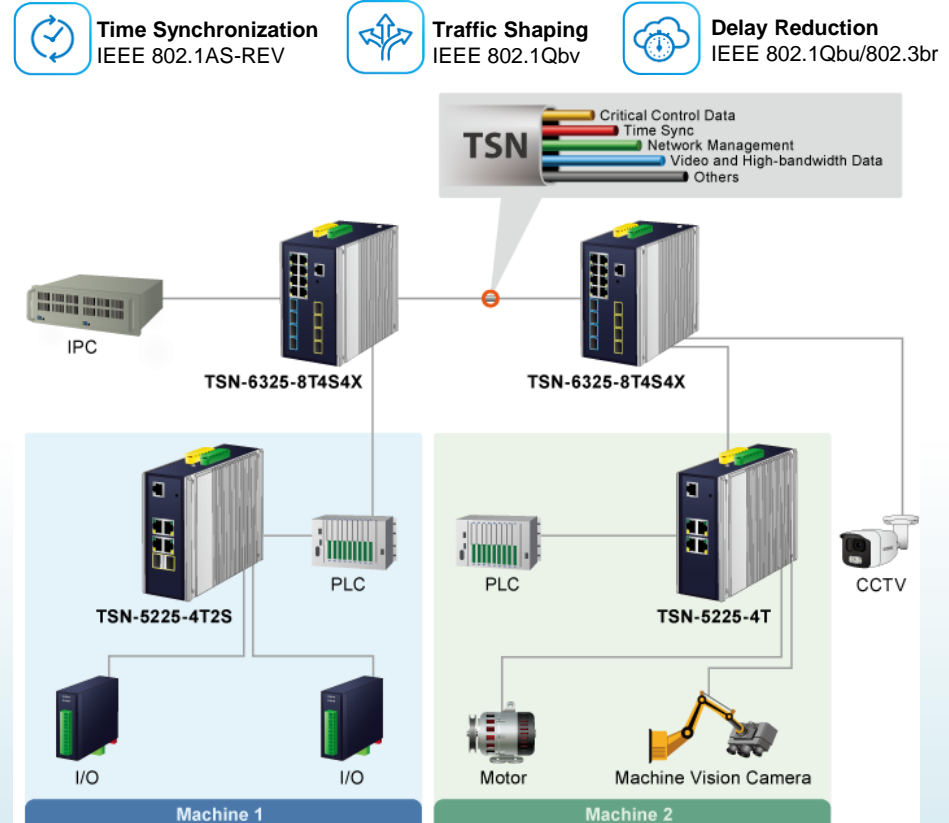 Time Synchronization
IEEE 802.1AS-REV
Traffic Shaping
IEEE 802.1Qbv
Delay Reduction
IEEE 802.1Qbu/802.3br
TSN
Critical Control Data
Time Sync
Network Management
Video and High-bandwidth Data
Others
IPC
TSN-6325-8T4S4X
TSN-6325-8T4S4X
TSN-5225-4T2S
PLC
PLC
TSN-5225-4T
CCTV
I/O
I/O
Motor
Machine Vision Camera
Machine 1
Machine 2